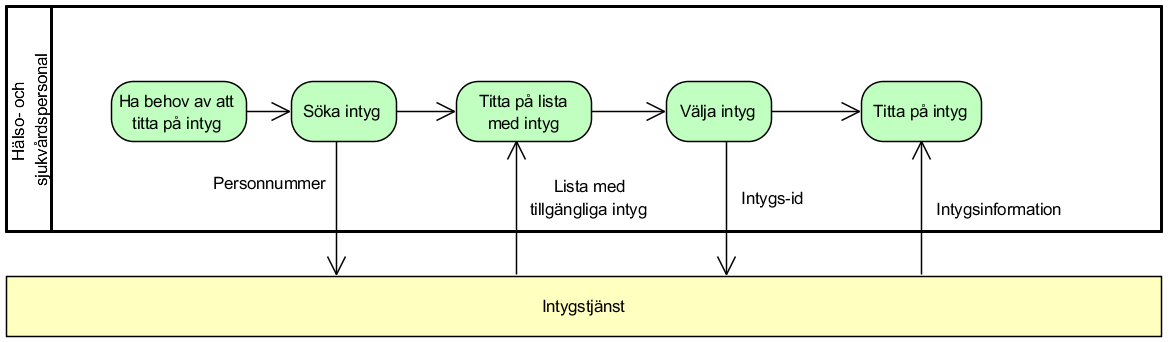 Hälso- och
sjukvårdspersonal
Ha behov av att
titta på intyg
Söka intyg
Titta på lista
med intyg
Välja intyg
Titta på intyg
Personnummer
Lista med
tillgängliga intyg
Intygs-id
Intygsinformation
Intygstjänst